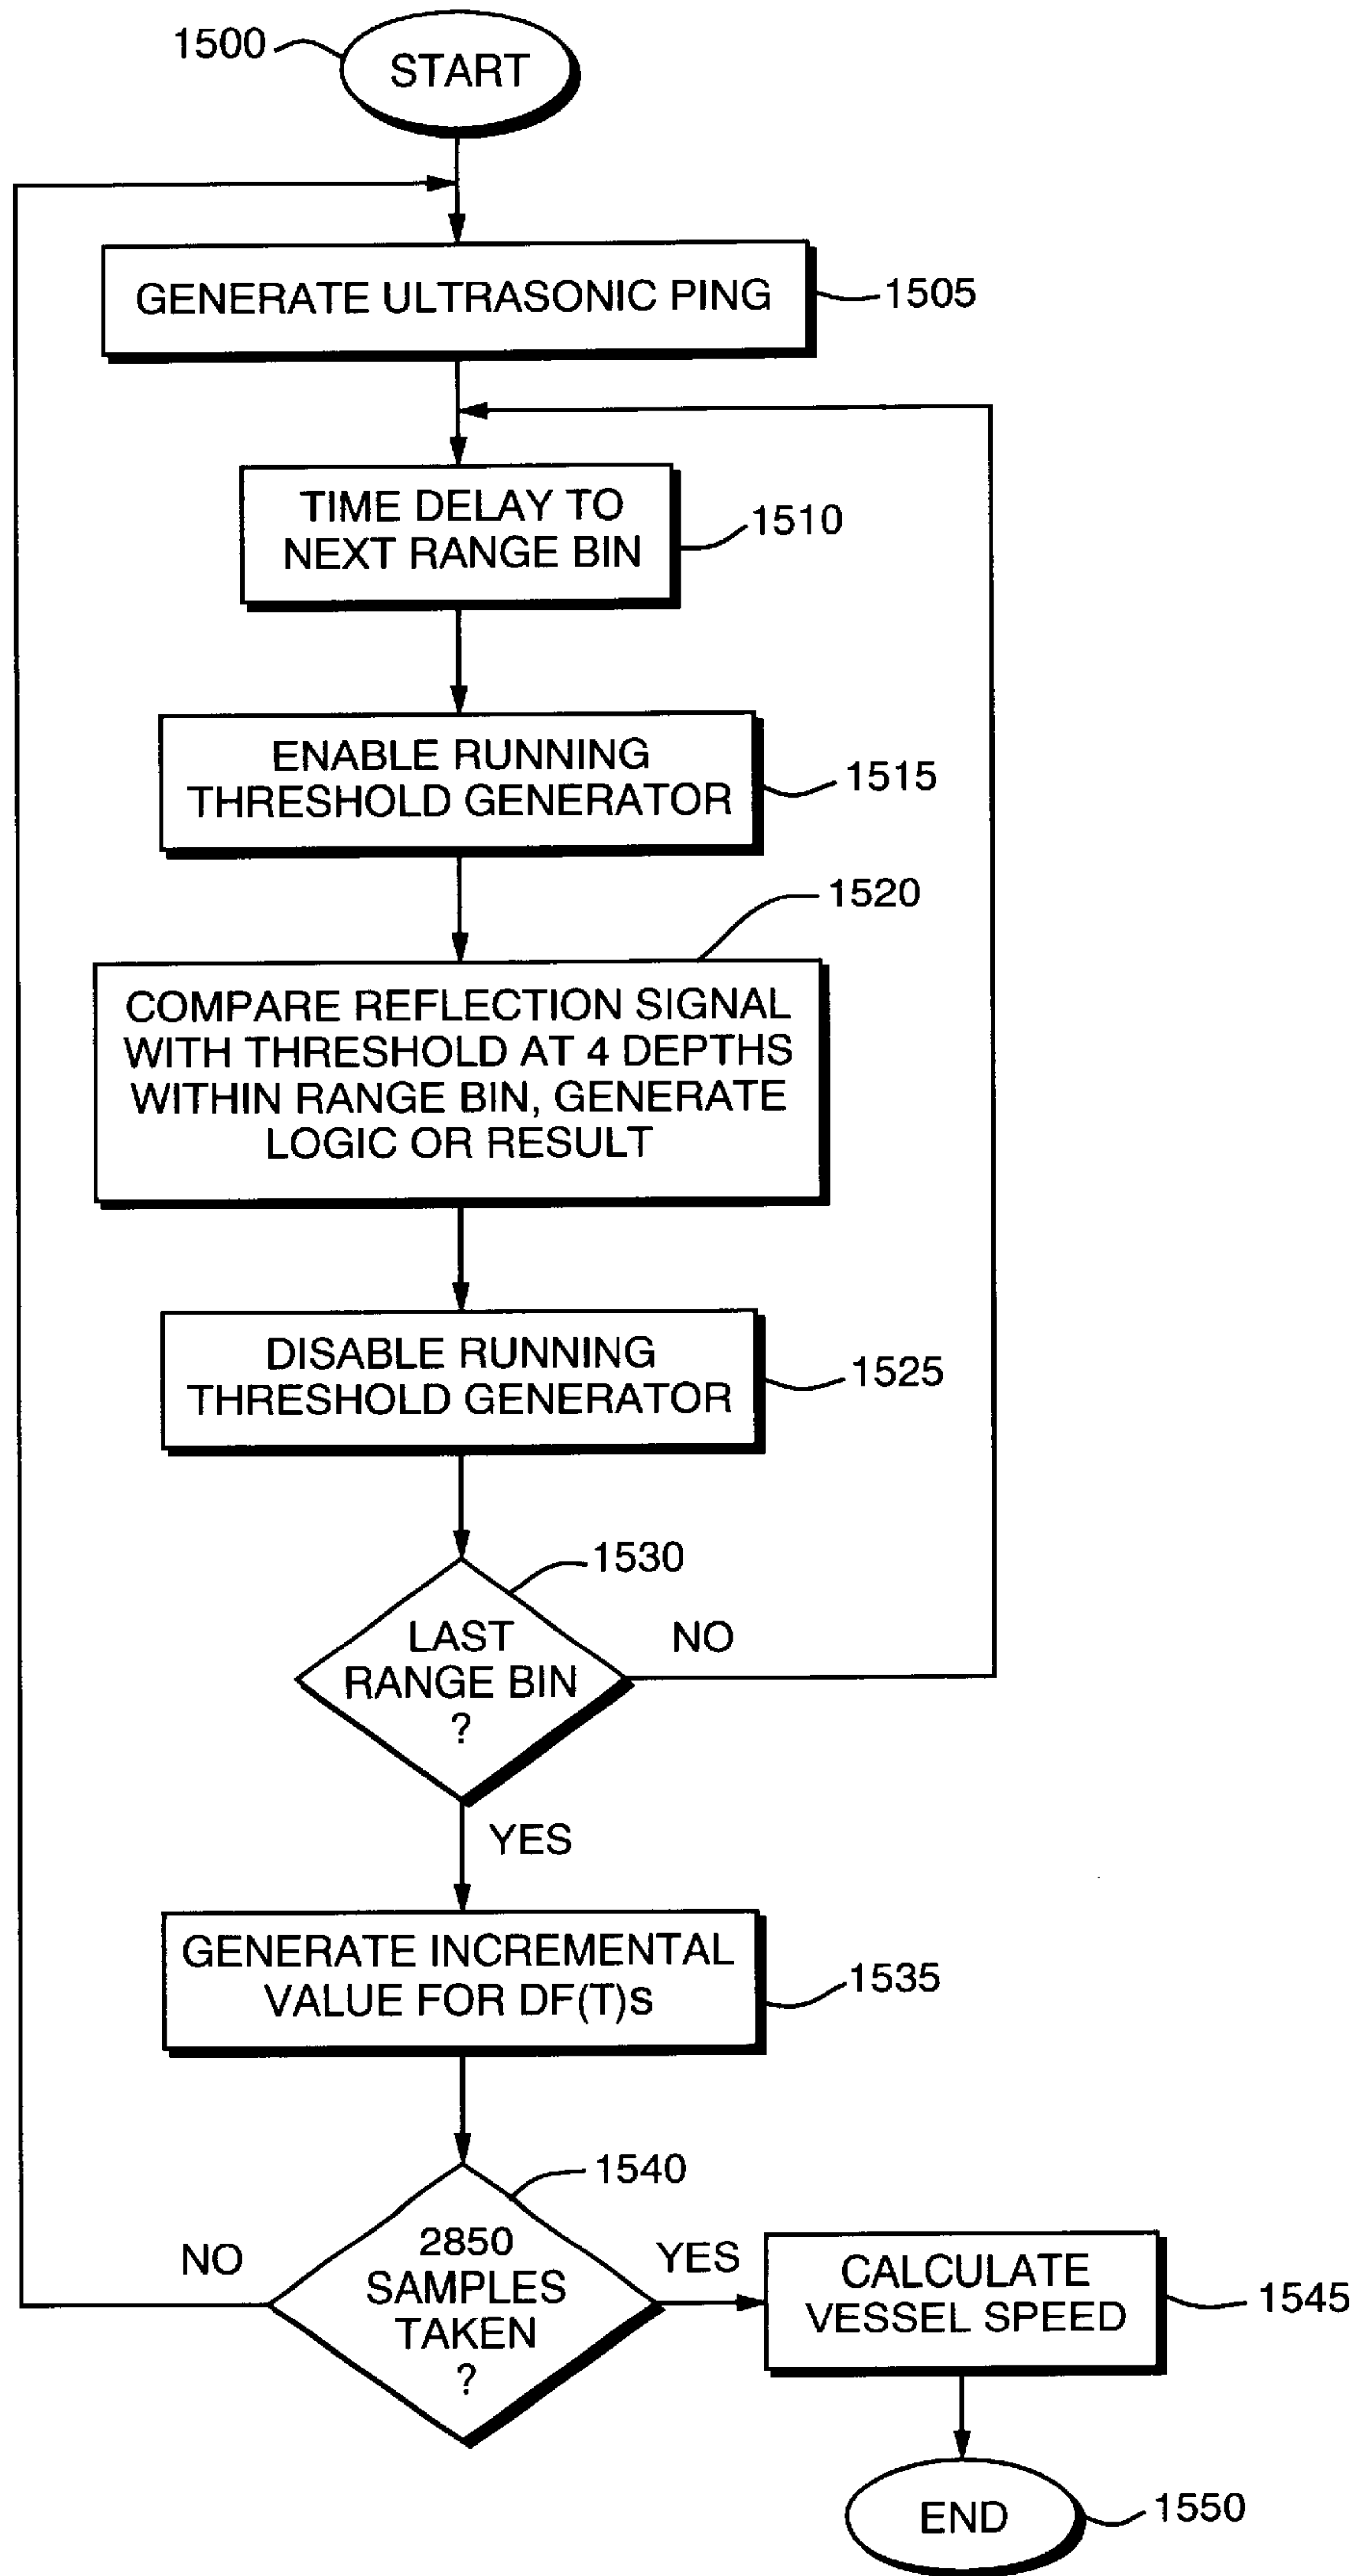 1500
START
GENERATE ULTRASONIC PING
1505
TIME DELAY TO
NEXT RANGE BIN
1510
ENABLE RUNNING
THRESHOLD GENERATOR
1515
1520
COMPARE REFLECTION SIGNAL
WITH THRESHOLD AT 4 DEPTHS
WITHIN RANGE BIN, GENERATE
LOGIC OR RESULT
DISABLE RUNNING
THRESHOLD GENERATOR
1525
1530
LAST
RANGE BIN
?
NO
YES
GENERATE INCREMENTAL
VALUE FOR DF(T)s
1535
1540
2850
SAMPLES
TAKEN
?
NO
YES
CALCULATE
VESSEL SPEED
1545
END
1550